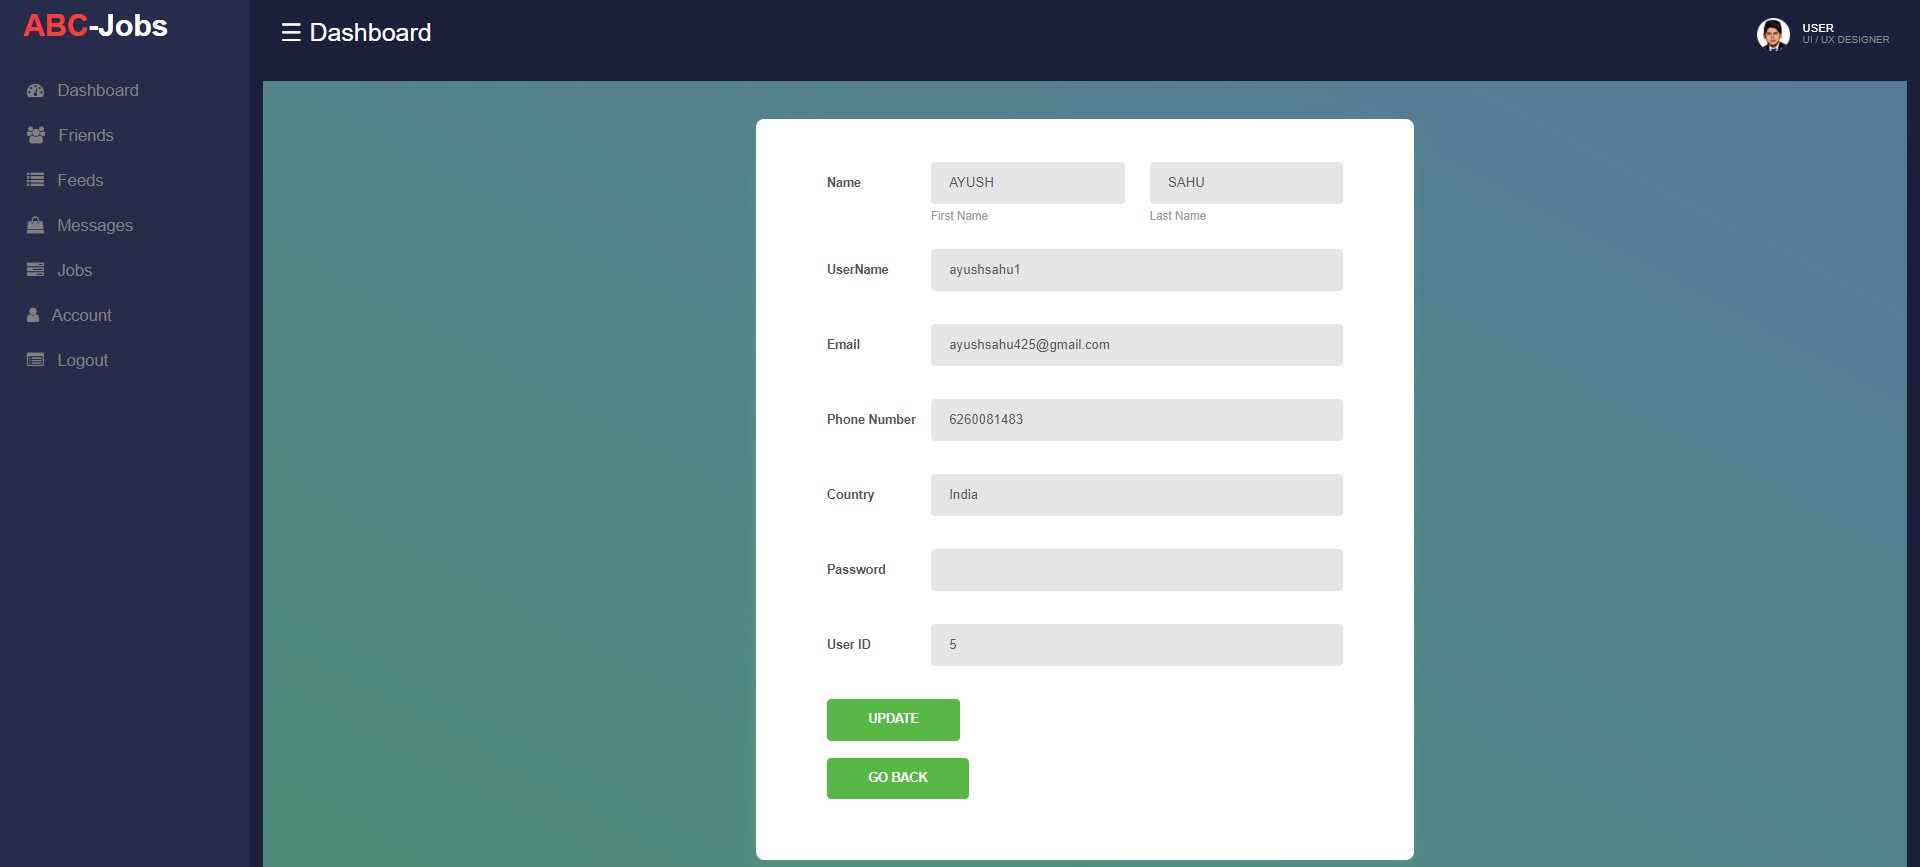 ABC-Jobs
Dashboard
Friends
Feeds
Messages
Jobs
Account
Logout
☰ Dashboard
USER
UI / UX DESIGNER
Name
AYUSH
SAHU
First Name
Last Name
UserName
ayushsahu1
Email
ayushsahu425@gmail.com
Phone Number
6260081483
Country
India
Password
User ID
5
UPDATE
GO BACK